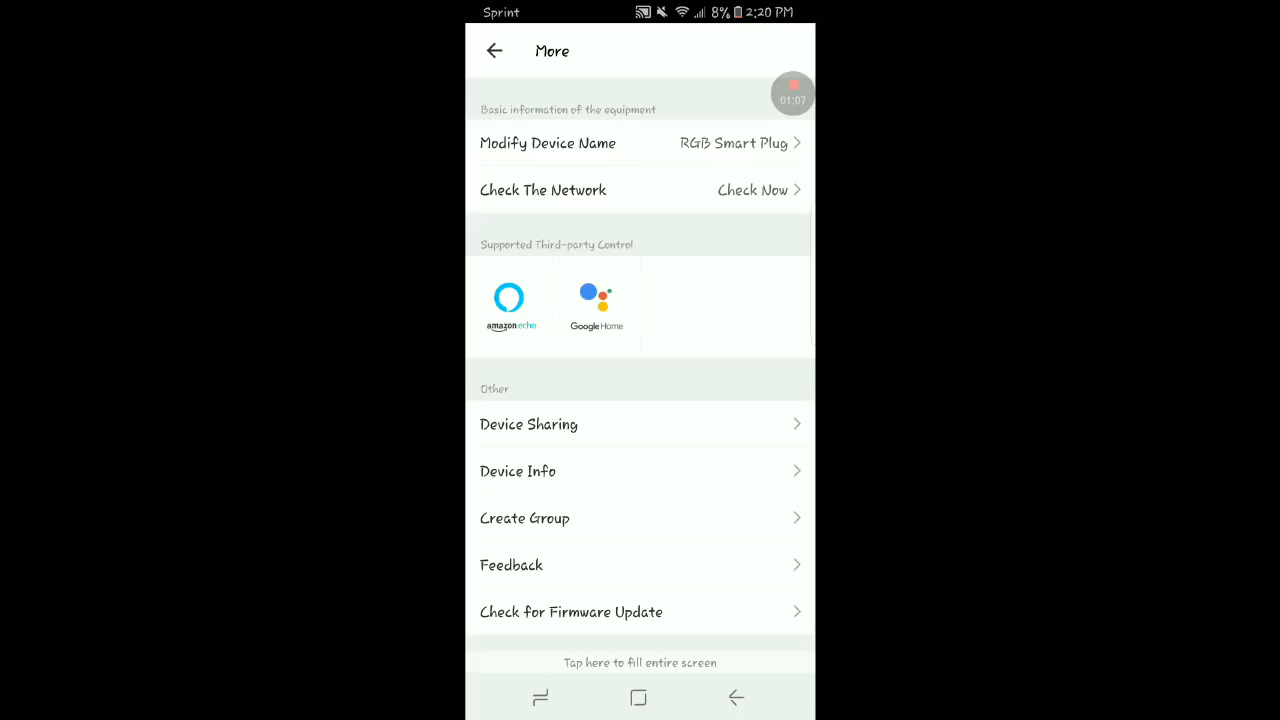 Sprint 8% 2:20 PM
More
01:07
Basic information of the equipment
Modify Device Name RGB Smart Plug
Check The Network Check Now
Supported Third-party Control
amazon echo Google Home
Other
Device Sharing
Device Info
Create Group
Feedback
Check for Firmware Update
Tap here to fill entire screen